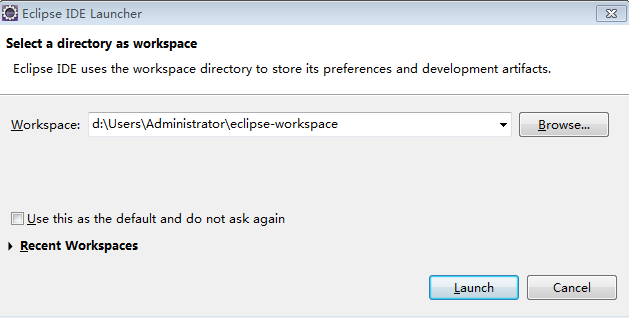 Eclipse IDE Launcher
Select a directory as workspace
Eclipse IDE uses the workspace directory to store its preferences and development artifacts.
Workspace: d:\Users\Administrator\eclipse-workspace Browse...
Use this as the default and do not ask again
Recent Workspaces
Launch Cancel